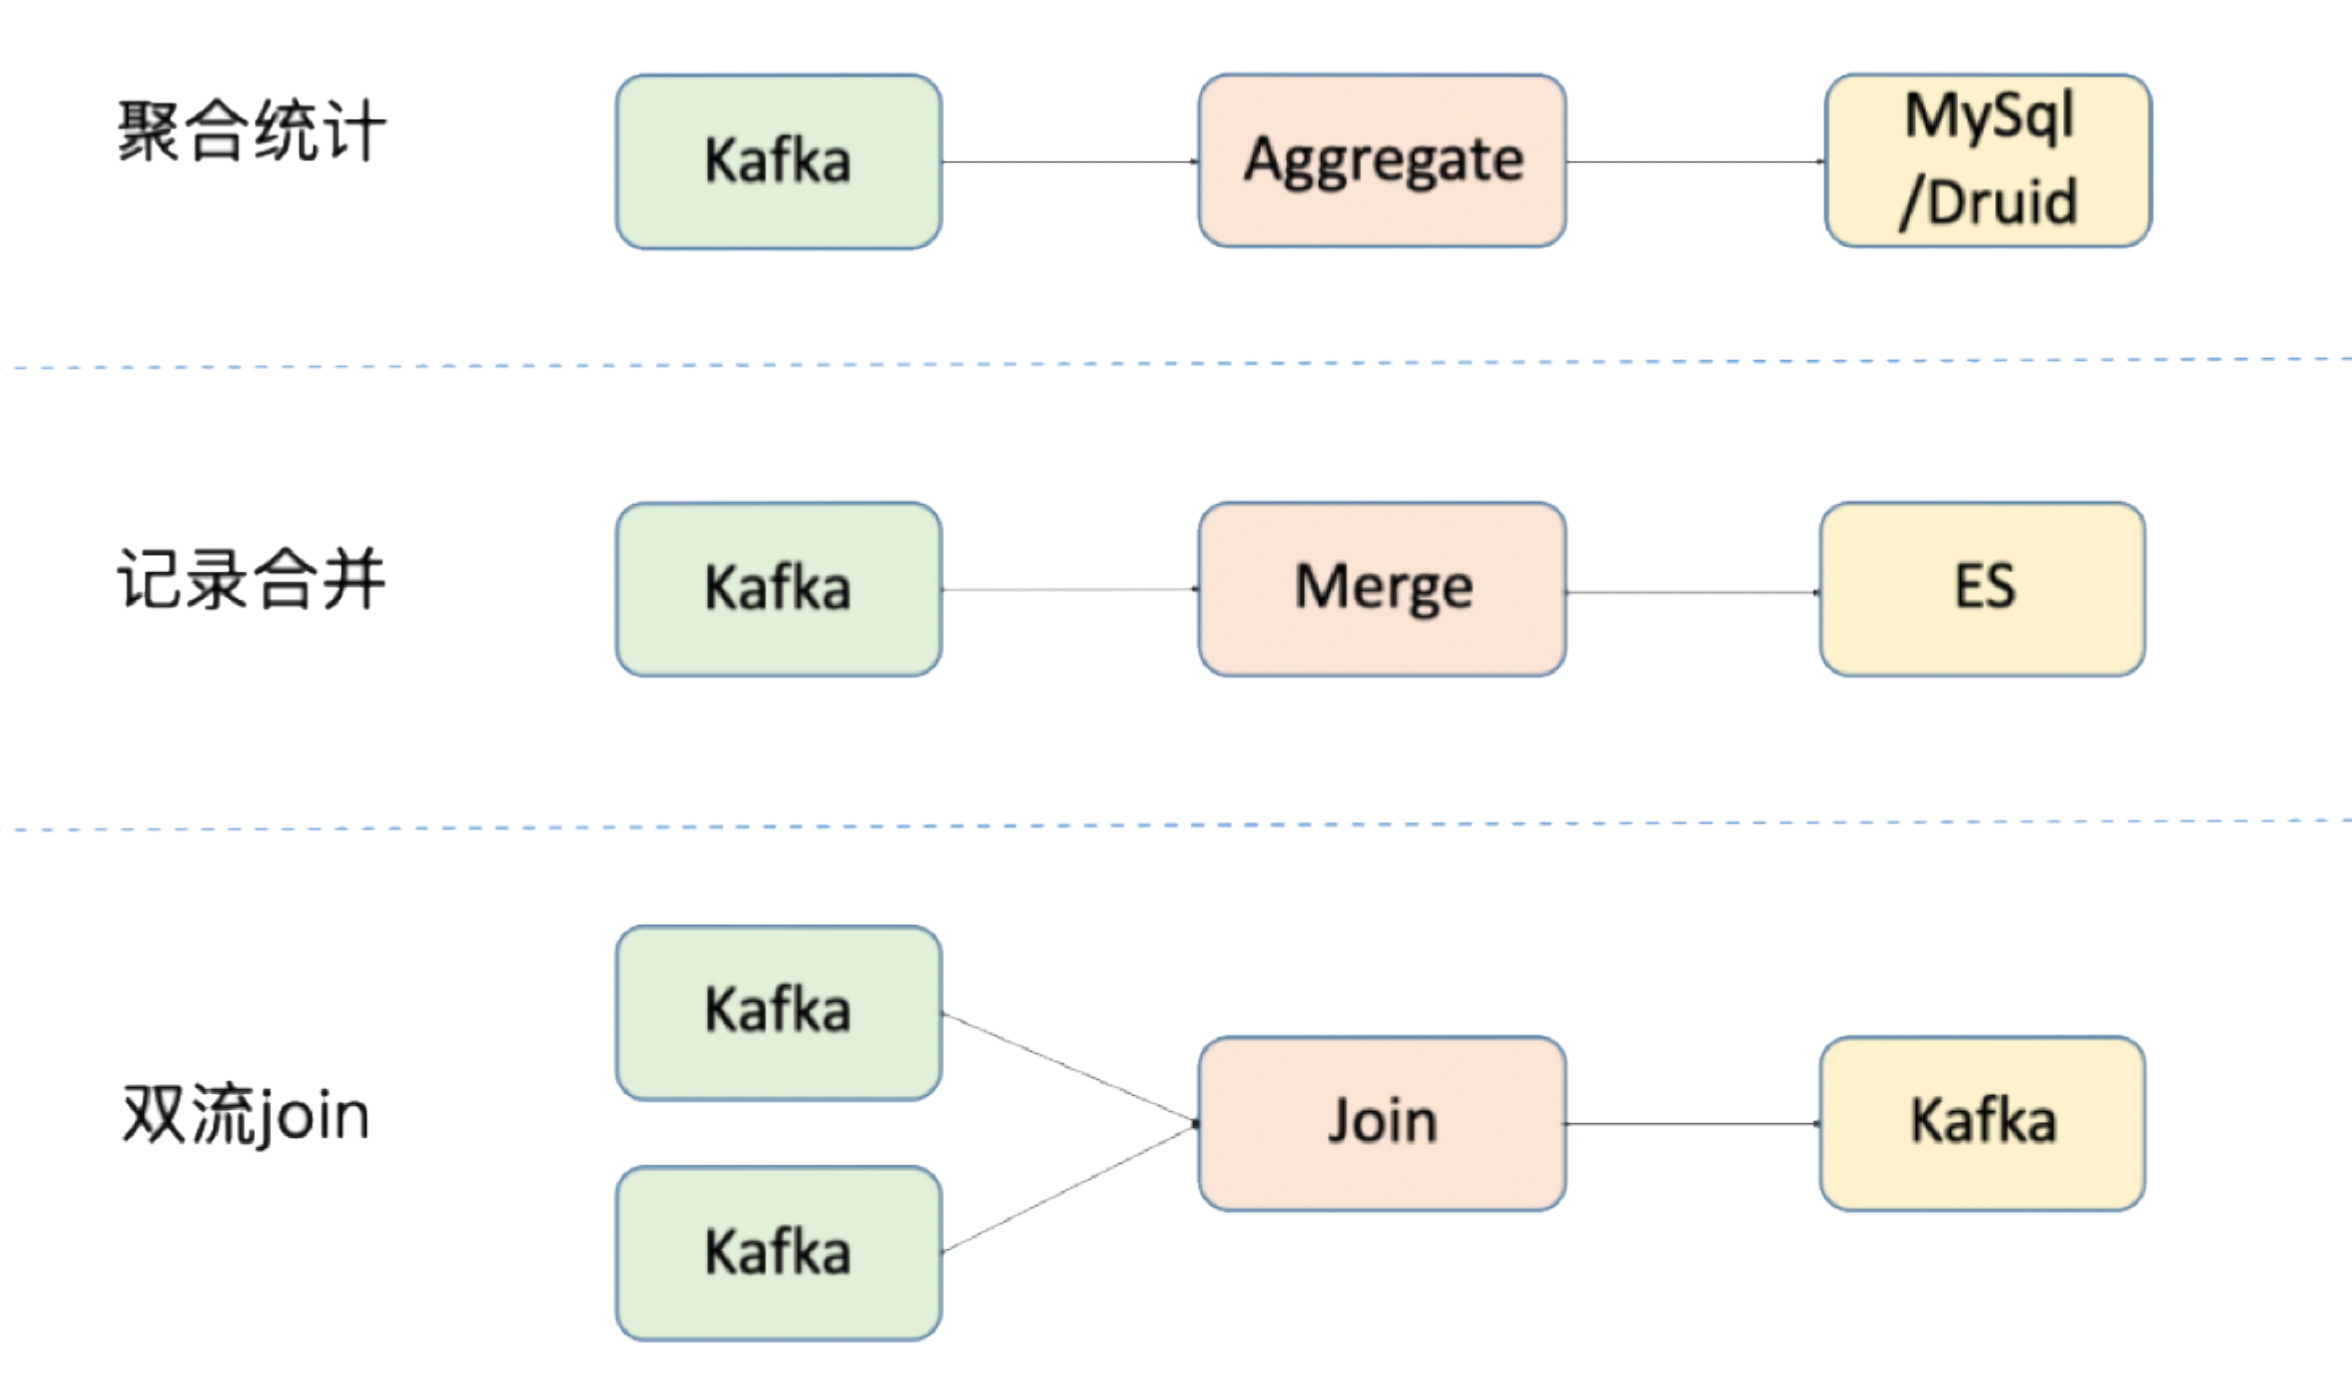 聚合统计
Kafka
Aggregate
MySql
/Druid
记录合并
Kafka
Merge
ES
双流join
Kafka
Kafka
Join
Kafka